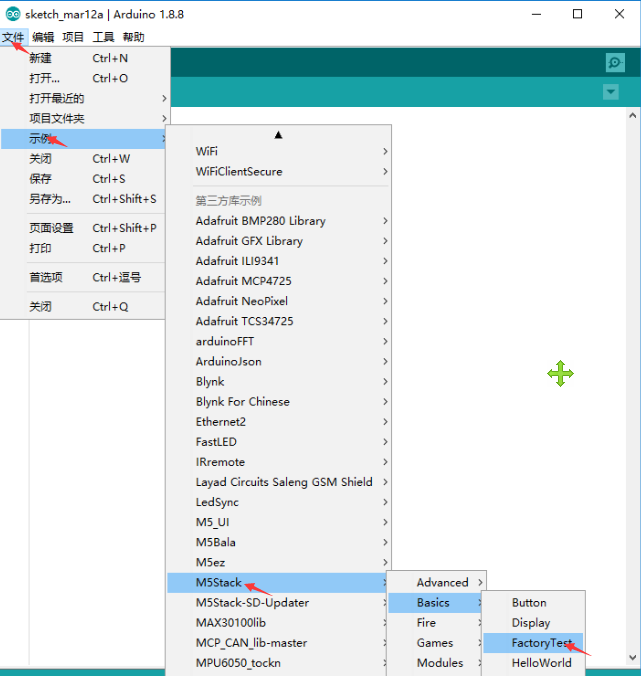 sketch_mar12a | Arduino 1.8.8
文件 编辑 项目 工具 帮助
新建 Ctrl+N
打开... Ctrl+O
打开最近的
项目文件夹
示例
关闭 Ctrl+W
保存 Ctrl+S
另存为... Ctrl+Shift+S
页面设置 Ctrl+Shift+P
打印 Ctrl+P
首选项 Ctrl+逗号
关闭 Ctrl+Q
WiFi
WiFiClientSecure
第三方库示例
Adafruit BMP280 Library
Adafruit GFX Library
Adafruit ILI9341
Adafruit MCP4725
Adafruit NeoPixel
Adafruit TCS34725
arduinoFFT
ArduinoJson
Blynk
Blynk For Chinese
Ethernet2
FastLED
IRremote
Layad Circuits Saleng GSM Shield
LedSync
M5_UI
M5Bala
M5ez
M5Stack
M5Stack-SD-Updater
MAX30100lib
MCP_CAN_lib-master
MPU6050_tockn
Advanced
Basics
Fire
Games
Modules
Button
Display
FactoryTest
HelloWorld